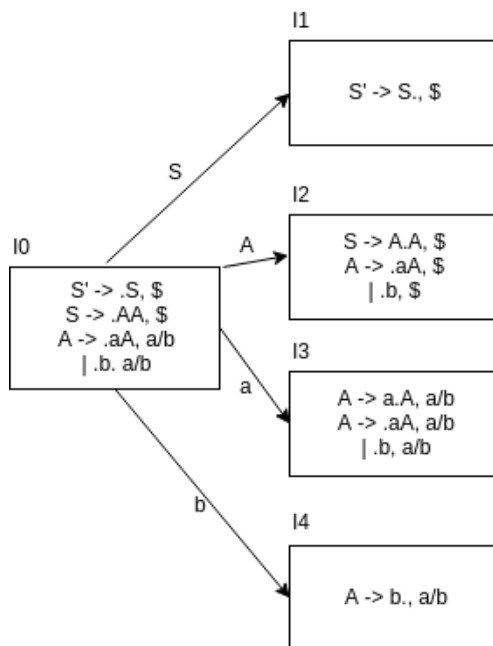 I1
S' -> S., $
S
I2
A
S -> A.A, $
A -> .aA, $
| .b, $
I0
S' -> .S, $
S -> .AA, $
A -> .aA, a/b
| .b. a/b
I3
a
A -> a.A, a/b
A -> .aA, a/b
| .b, a/b
b
I4
A -> b., a/b